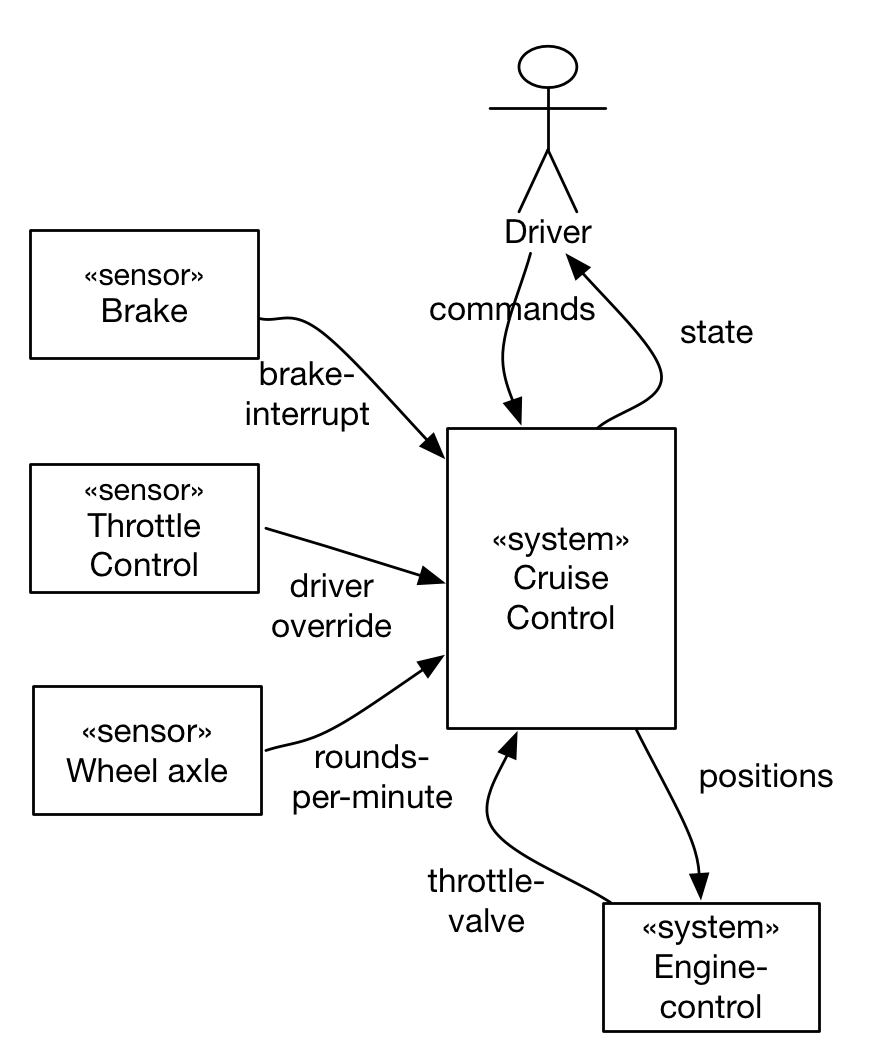 Driver
commands
state
«sensor»
Brake
brake-
interrupt
«sensor»
Throttle
Control
driver
override
«system»
Cruise
Control
«sensor»
Wheel axle
rounds-
per-minute
positions
throttle-
valve
«system»
Engine-
control